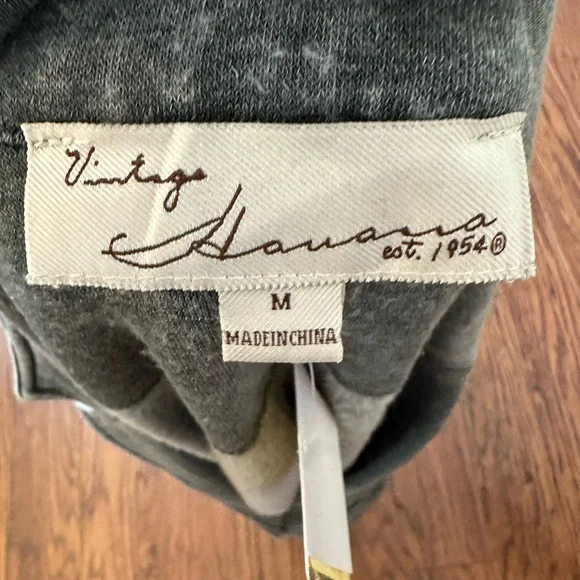 Vintage
Havana
est. 1954®
M
MADEINCHINA